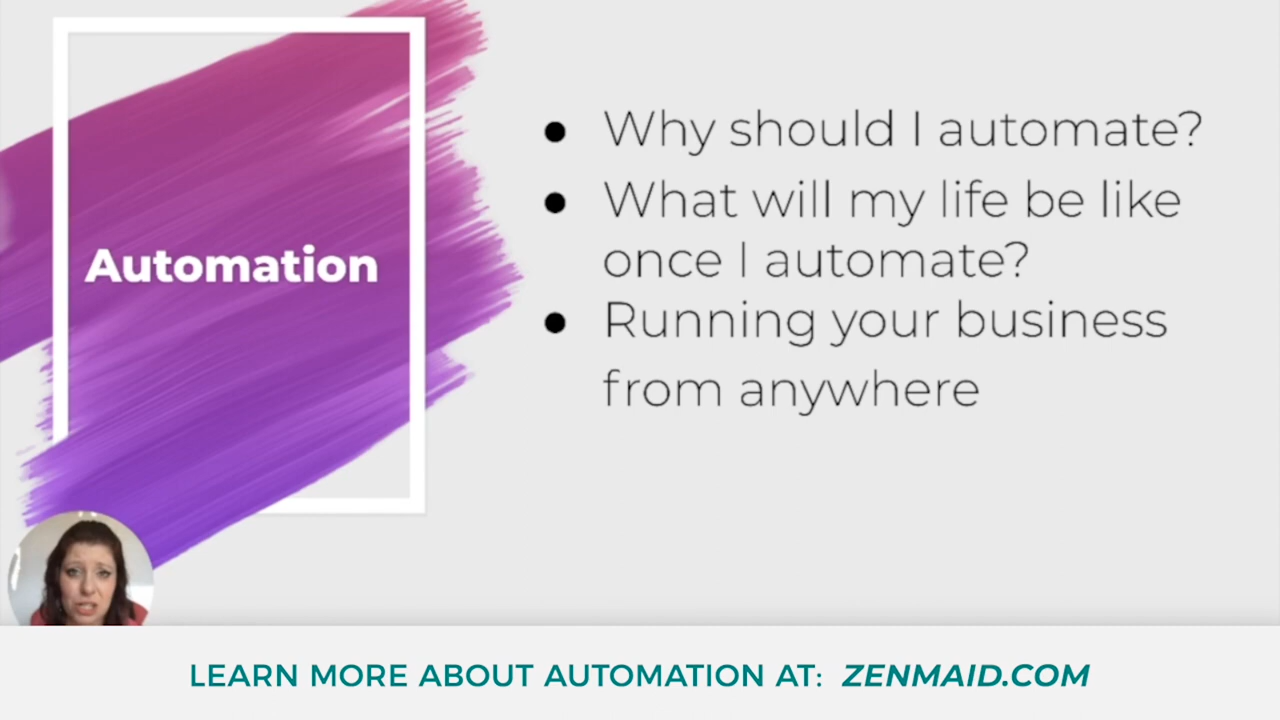 Automation
● Why should I automate?
● What will my life be like
once I automate?
● Running your business
from anywhere
LEARN MORE ABOUT AUTOMATION AT: ZENMAID.COM